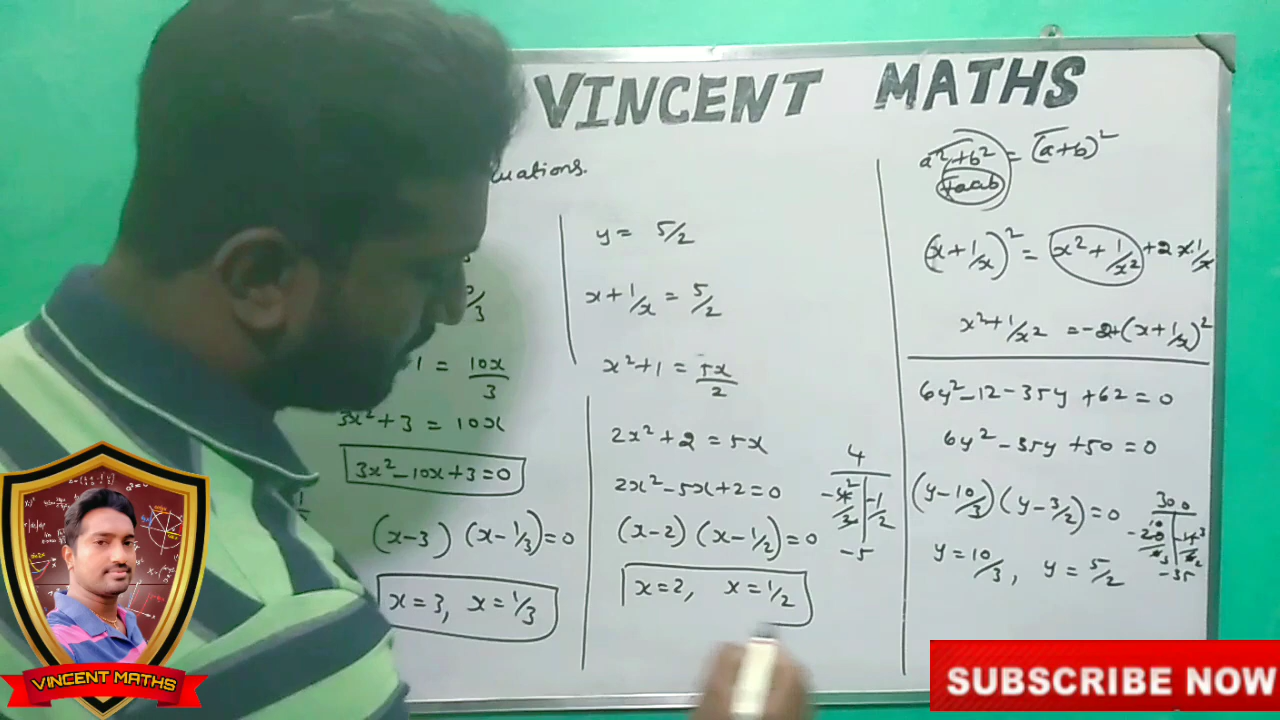 VINCENT MATHS
y = 5/2
x + 1/x = 5/2
x² + 1 = 5x/2
2x² + 2 = 5x
2x² - 5x + 2 = 0
(x - 2) (x - 1/2) = 0
x = 2, x = 1/2
1 = 10x/3
3x² + 3 = 10x
3x² - 10x + 3 = 0
(x - 3) (x - 1/3) = 0
x = 3, x = 1/3
4
-5
a² + b² = (a + b)²
(x + 1/x)² = x² + 1/x² + 2x·1/x
x² + 1/x² = -2 + (x + 1/x)²
6y² - 12 - 35y + 62 = 0
6y² - 35y + 50 = 0
(y - 10/3) (y - 3/2) = 0
y = 10/3, y = 5/2
300
-35
VINCENT MATHS
SUBSCRIBE NOW